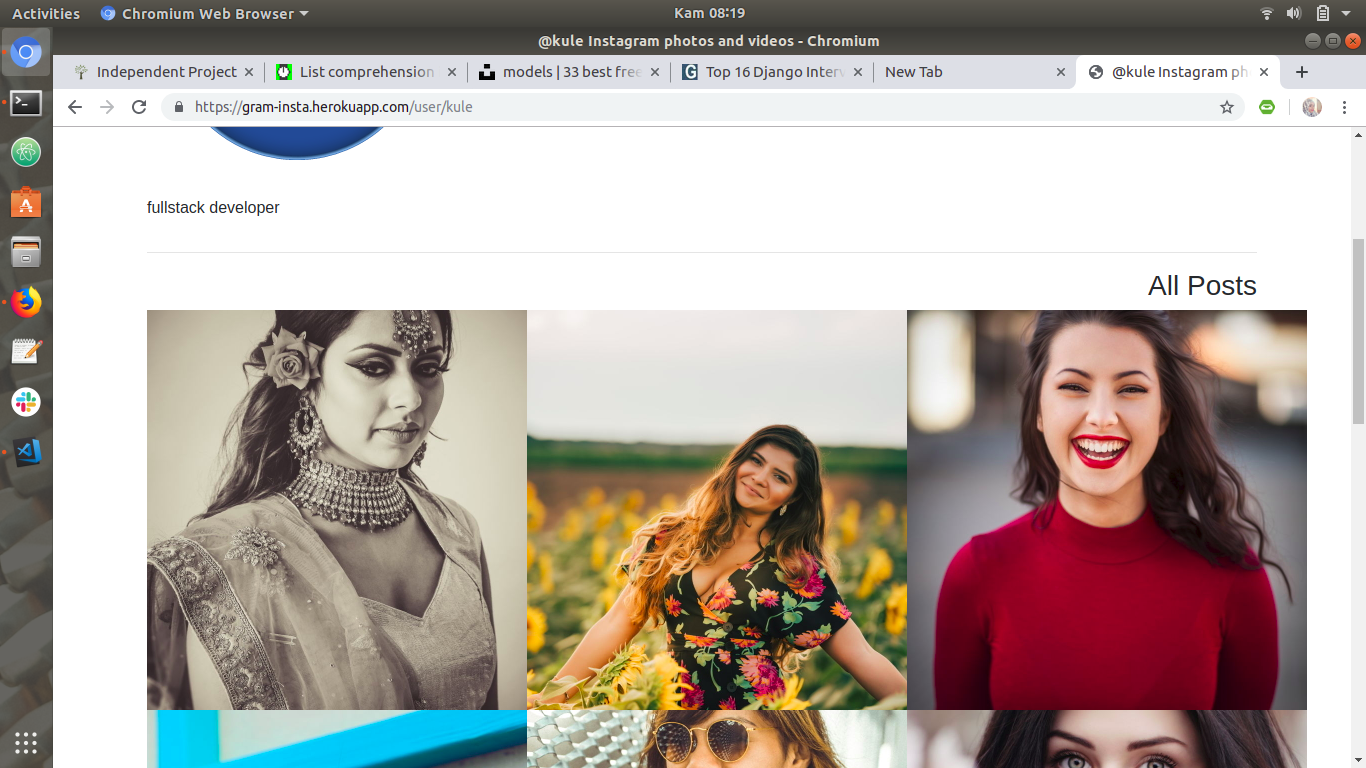 Activities
Chromium Web Browser
Kam 08:19
@kule Instagram photos and videos - Chromium
Independent Project
List comprehension
models | 33 best free
Top 16 Django Interv
New Tab
@kule Instagram ph
https://gram-insta.herokuapp.com/user/kule
fullstack developer
All Posts